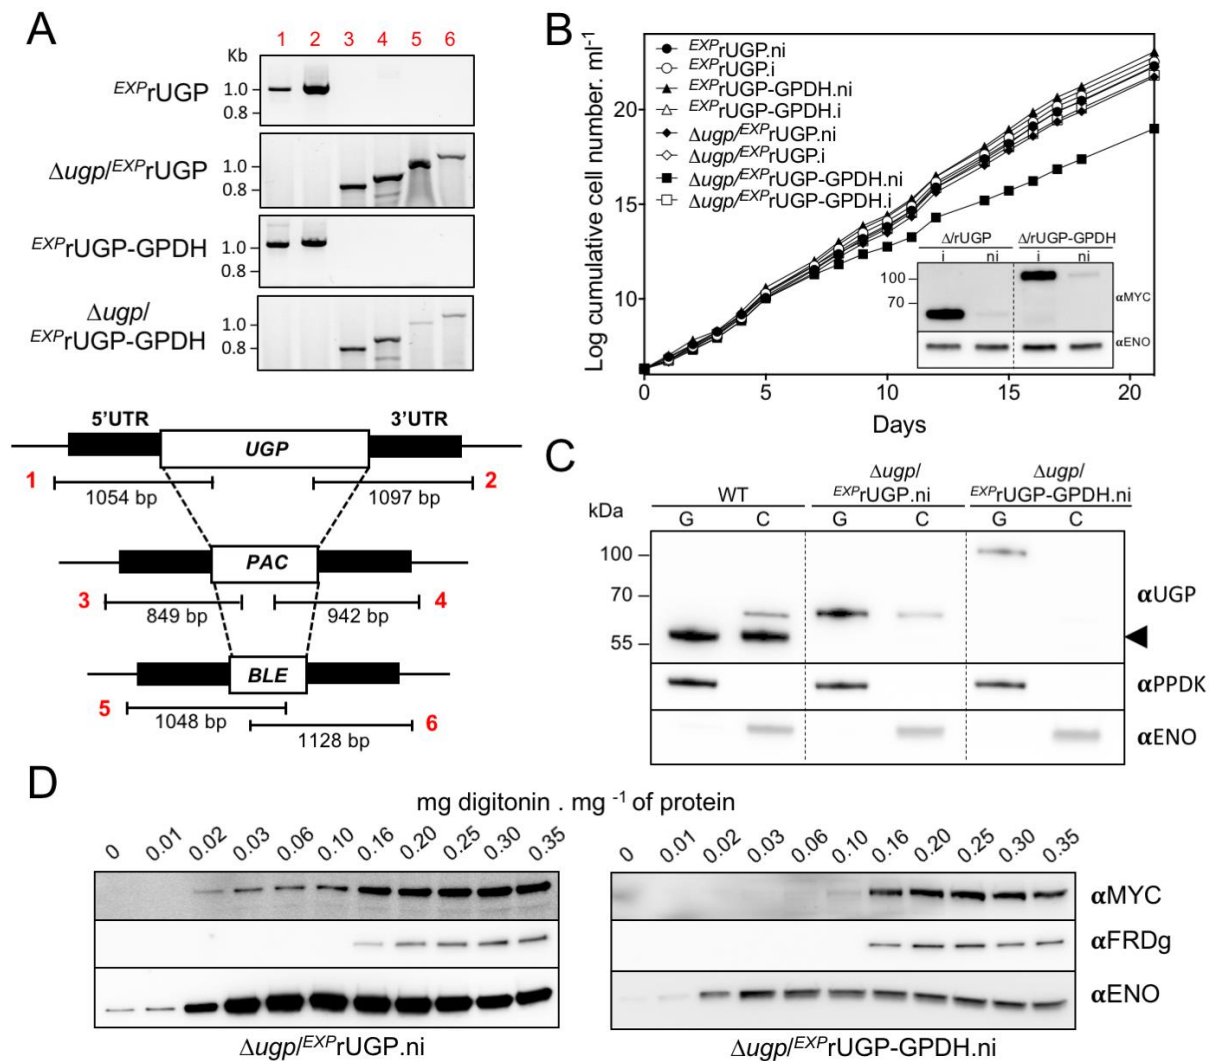 A
1 2 3 4 5 6
Kb
EXPrUGP
1.0
0.8
Δugp/EXPrUGP
1.0
0.8
EXPrUGP-GPDH
1.0
0.8
Δugp/
EXPrUGP-GPDH
1.0
0.8
5’UTR
3’UTR
UGP
1
1054 bp
1097 bp
2
PAC
3
849 bp
942 bp
4
BLE
5
1048 bp
1128 bp
6
B
Log cumulative cell number. ml-1
20
15
10
0 5 10 15 20
Days
EXPrUGP.ni
EXPrUGP.i
EXPrUGP-GPDH.ni
EXPrUGP-GPDH.i
Δugp/EXPrUGP.ni
Δugp/EXPrUGP.i
Δugp/EXPrUGP-GPDH.ni
Δugp/EXPrUGP-GPDH.i
Δ/rUGP Δ/rUGP-GPDH
i ni i ni
100
70
αMYC
αENO
C
WT
Δugp/
EXPrUGP.ni
Δugp/
EXPrUGP-GPDH.ni
kDa
G C G C G C
100
70
55
αUGP
αPPDK
αENO
D
mg digitonin . mg -1 of protein
0 0.01 0.02 0.03 0.06 0.10 0.16 0.20 0.25 0.30 0.35
0 0.01 0.02 0.03 0.06 0.10 0.16 0.20 0.25 0.30 0.35
αMYC
αFRDg
αENO
Δugp/EXPrUGP.ni
Δugp/EXPrUGP-GPDH.ni